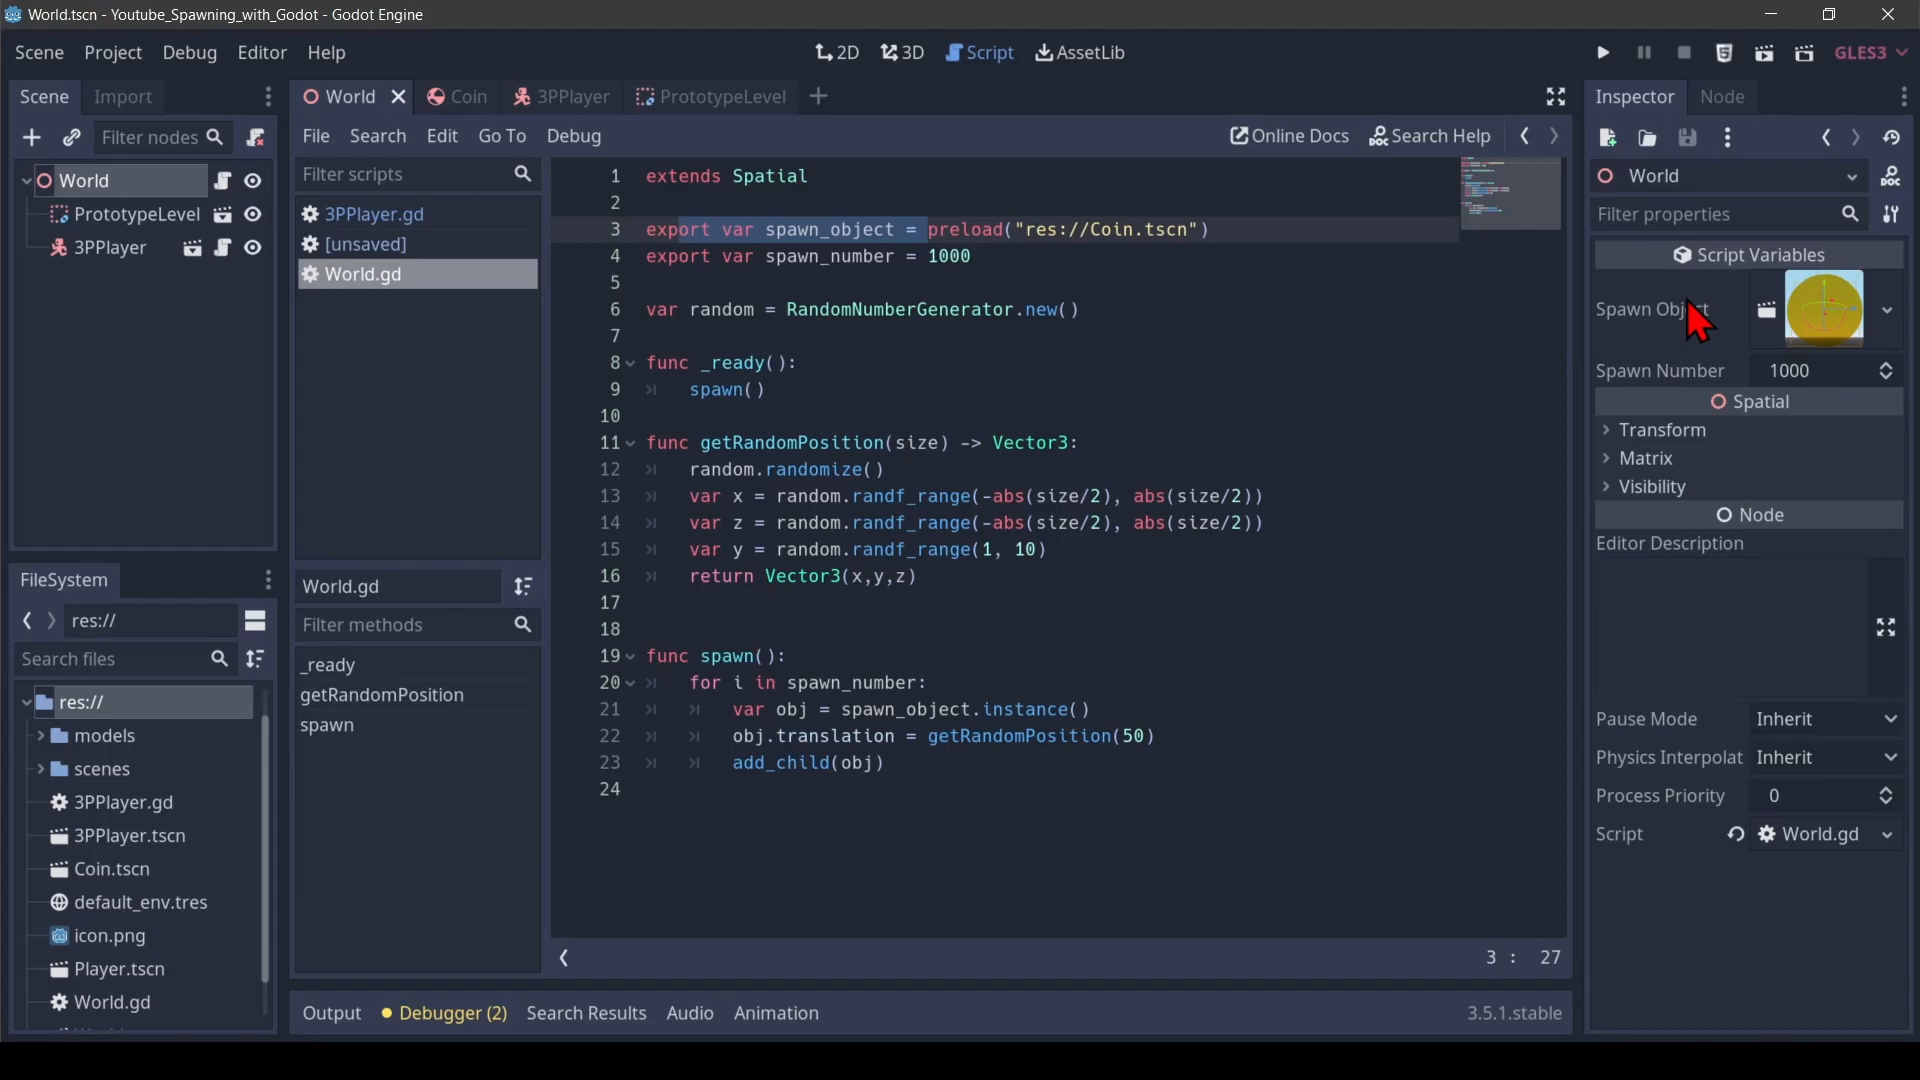 World.tscn - Youtube_Spawning_with_Godot - Godot Engine
Scene Project Debug Editor Help
2D 3D Script AssetLib
GLES3
Scene Import
Filter nodes
World
PrototypeLevel
3PPlayer
FileSystem
res://
Search files
res://
models
scenes
3PPlayer.gd
3PPlayer.tscn
Coin.tscn
default_env.tres
icon.png
Player.tscn
World.gd
World Coin 3PPlayer PrototypeLevel
File Search Edit Go To Debug
Online Docs Search Help
Filter scripts
3PPlayer.gd
[unsaved]
World.gd
World.gd
Filter methods
_ready
getRandomPosition
spawn
1 extends Spatial
2
3 export var spawn_object = preload("res://Coin.tscn")
4 export var spawn_number = 1000
5
6 var random = RandomNumberGenerator.new()
7
8 func _ready():
9 spawn()
10
11 func getRandomPosition(size) -> Vector3:
12 random.randomize()
13 var x = random.randf_range(-abs(size/2), abs(size/2))
14 var z = random.randf_range(-abs(size/2), abs(size/2))
15 var y = random.randf_range(1, 10)
16 return Vector3(x,y,z)
17
18
19 func spawn():
20 for i in spawn_number:
21 var obj = spawn_object.instance()
22 obj.translation = getRandomPosition(50)
23 add_child(obj)
24
3 : 27
Output Debugger (2) Search Results Audio Animation
3.5.1.stable
Inspector Node
World
Filter properties
Script Variables
Spawn Object
Spawn Number 1000
Spatial
Transform
Matrix
Visibility
Node
Editor Description
Pause Mode Inherit
Physics Interpolat Inherit
Process Priority 0
Script World.gd